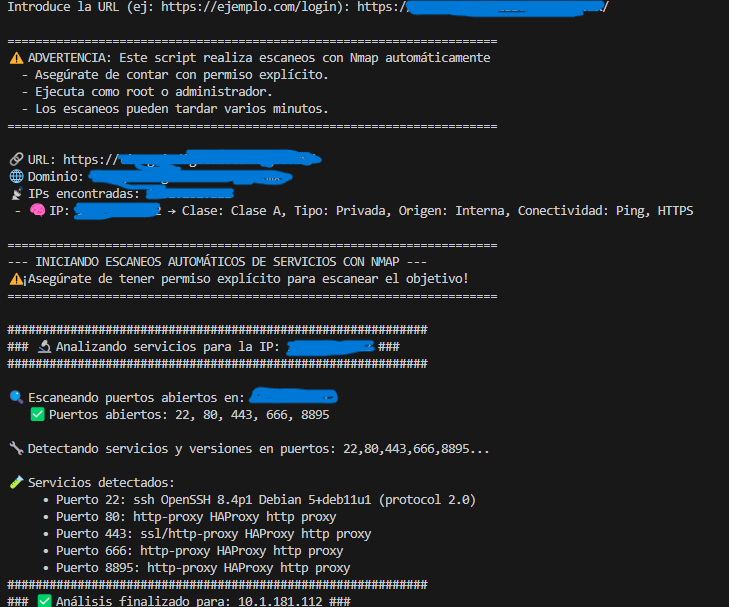 Introduce la URL (ej: https://ejemplo.com/login): https:/ /
============================================================
⚠️ ADVERTENCIA: Este script realiza escaneos con Nmap automáticamente
- Asegúrate de contar con permiso explícito.
- Ejecuta como root o administrador.
- Los escaneos pueden tardar varios minutos.
============================================================
🔗 URL: https://
🌐 Dominio:
📡 IPs encontradas:
- 🧠 IP: 2 → Clase: Clase A, Tipo: Privada, Origen: Interna, Conectividad: Ping, HTTPS
============================================================
--- INICIANDO ESCANEOS AUTOMÁTICOS DE SERVICIOS CON NMAP ---
⚠️¡Asegúrate de tener permiso explícito para escanear el objetivo!
============================================================
############################################################
### 🔬 Analizando servicios para la IP: ###
############################################################
🔍 Escaneando puertos abiertos en:
✅ Puertos abiertos: 22, 80, 443, 666, 8895
🔧 Detectando servicios y versiones en puertos: 22,80,443,666,8895...
🧪 Servicios detectados:
• Puerto 22: ssh OpenSSH 8.4p1 Debian 5+deb11u1 (protocol 2.0)
• Puerto 80: http-proxy HAProxy http proxy
• Puerto 443: ssl/http-proxy HAProxy http proxy
• Puerto 666: http-proxy HAProxy http proxy
• Puerto 8895: http-proxy HAProxy http proxy
############################################################
### ✅ Análisis finalizado para: 10.1.181.112 ###